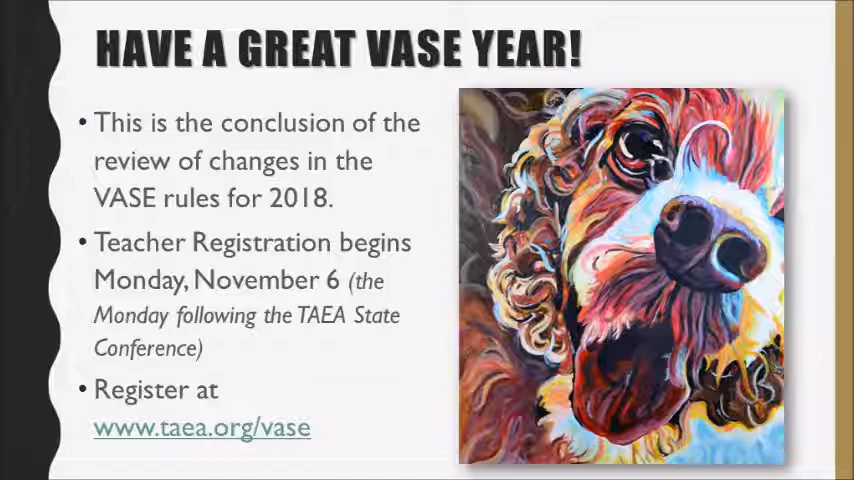 HAVE A GREAT VASE YEAR!
• This is the conclusion of the
review of changes in the
VASE rules for 2018.
• Teacher Registration begins
Monday, November 6 (the
Monday following the TAEA State
Conference)
• Register at
www.taea.org/vase